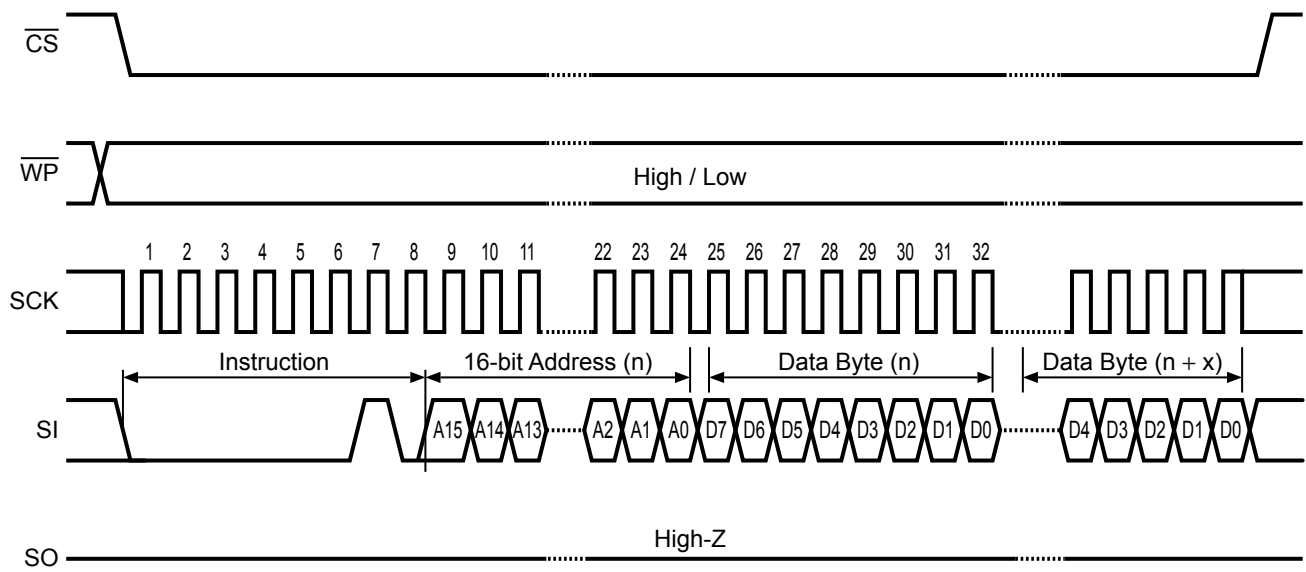 CS
WP
High / Low
1 2 3 4 5 6 7 8 9 10 11 22 23 24 25 26 27 28 29 30 31 32
SCK
Instruction 16-bit Address (n) Data Byte (n) Data Byte (n + x)
SI
A15 A14 A13 A2 A1 A0 D7 D6 D5 D4 D3 D2 D1 D0 D4 D3 D2 D1 D0
High-Z
SO